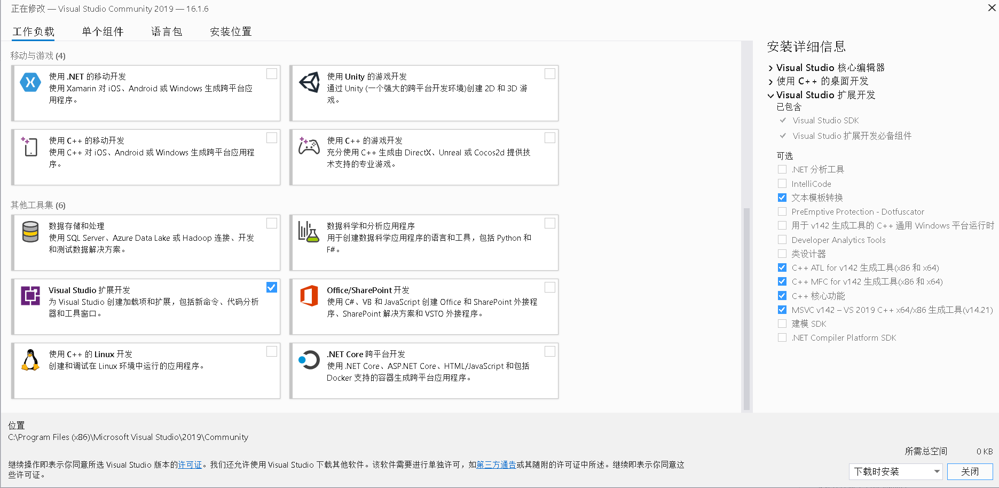 正在修改 — Visual Studio Community 2019 — 16.1.6
工作负载 单个组件 语言包 安装位置
移动与游戏 (4)
使用 .NET 的移动开发
使用 Xamarin 对 iOS、Android 或 Windows 生成跨平台应
用程序。
使用 Unity 的游戏开发
通过 Unity (一个强大的跨平台开发环境)创建 2D 和 3D 游
戏。
使用 C++ 的移动开发
使用 C++ 对 iOS、Android 或 Windows 生成跨平台应用程
序。
使用 C++ 的游戏开发
充分使用 C++ 生成由 DirectX、Unreal 或 Cocos2d 提供技
术支持的专业游戏。
其他工具集 (6)
数据存储和处理
使用 SQL Server、Azure Data Lake 或 Hadoop 连接、开发
和测试数据解决方案。
数据科学和分析应用程序
用于创建数据科学应用程序的语言和工具，包括 Python 和
F#。
Visual Studio 扩展开发
为 Visual Studio 创建加载项和扩展，包括新命令、代码分析
器和工具窗口。
Office/SharePoint 开发
使用 C#、VB 和 JavaScript 创建 Office 和 SharePoint 外接程
序、SharePoint 解决方案和 VSTO 外接程序。
使用 C++ 的 Linux 开发
创建和调试在 Linux 环境中运行的应用程序。
.NET Core 跨平台开发
使用 .NET Core、ASP.NET Core、HTML/JavaScript 和包括
Docker 支持的容器生成跨平台应用程序。
安装详细信息
Visual Studio 核心编辑器
使用 C++ 的桌面开发
Visual Studio 扩展开发
已包含
Visual Studio SDK
Visual Studio 扩展开发必备组件
可选
.NET 分析工具
IntelliCode
文本模板转换
PreEmptive Protection - Dotfuscator
用于 v142 生成工具的 C++ 通用 Windows 平台运行时
Developer Analytics Tools
类设计器
C++ ATL for v142 生成工具(x86 和 x64)
C++ MFC for v142 生成工具(x86 和 x64)
C++ 核心功能
MSVC v142 – VS 2019 C++ x64/x86 生成工具(v14.21)
建模 SDK
.NET Compiler Platform SDK
位置
C:\Program Files (x86)\Microsoft Visual Studio\2019\Community
所需总空间 0 KB
继续操作即表示你同意所选 Visual Studio 版本的许可证。我们还允许使用 Visual Studio 下载其他软件。该软件需要进行单独许可，如第三方通告或其随附的许可证中所述。继续即表示你同意这
些许可证。
下载时安装 关闭